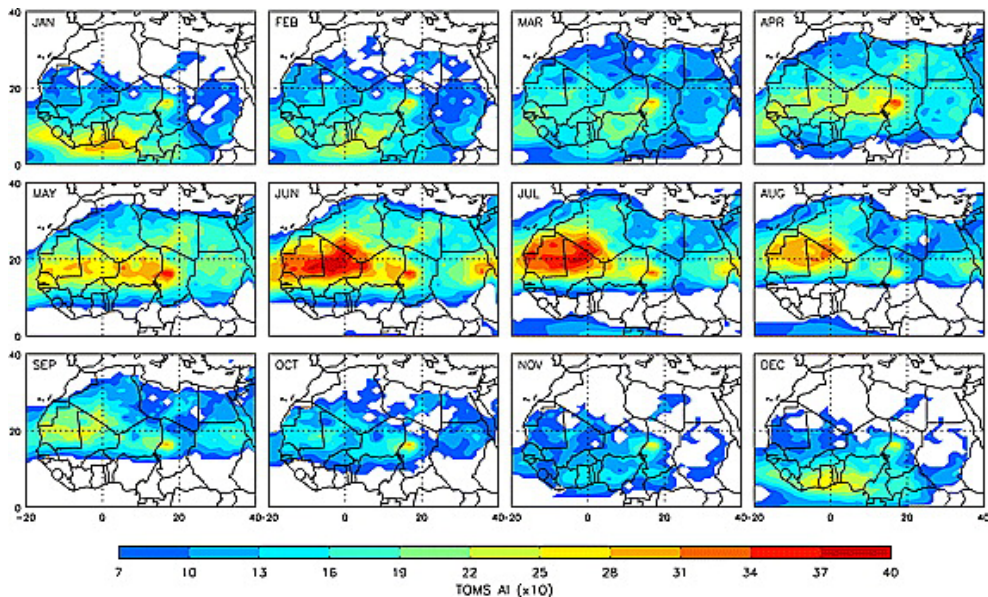 40 JAN FEB MAR APR
20
0
40 MAY JUN JUL AUG
20
0
40 SEP OCT NOV DEC
20
0
-20 0 20 40-20 0 20 40-20 0 20 40-20 0 20 40
7 10 13 16 19 22 25 28 31 34 37 40
TOMS AI (x10)